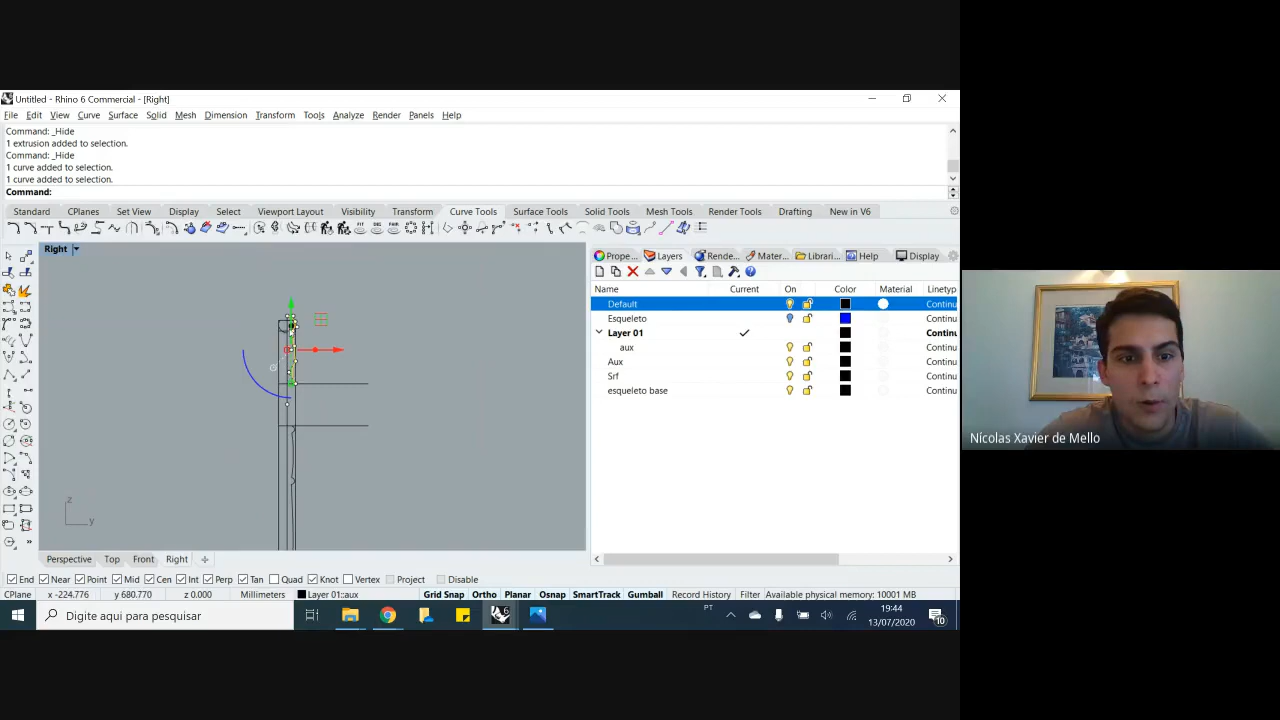 Untitled - Rhino 6 Commercial - [Right]
File Edit View Curve Surface Solid Mesh Dimension Transform Tools Analyze Render Panels Help
Command: _Hide
1 extrusion added to selection.
Command: _Hide
1 curve added to selection.
1 curve added to selection.
Command:
Standard CPlanes Set View Display Select Viewport Layout Visibility Transform Curve Tools Surface Tools Solid Tools Mesh Tools Render Tools Drafting New in V6
Right
Prope... Layers Rende... Mater... Librari... Help Display
Name Current On Color Material Linetyp
Default Continu
Esqueleto Continu
Layer 01 Continu
aux Continu
Aux Continu
Srf Continu
esqueleto base Continu
z
y
Perspective Top Front Right
End Near Point Mid Cen Int Perp Tan Quad Knot Vertex Project Disable
CPlane x -224.776 y 680.770 z 0.000 Millimeters Layer 01::aux Grid Snap Ortho Planar Osnap SmartTrack Gumball Record History Filter Available physical memory: 10001 MB
Digite aqui para pesquisar
PT
19:44
13/07/2020
10
Nícolas Xavier de Mello